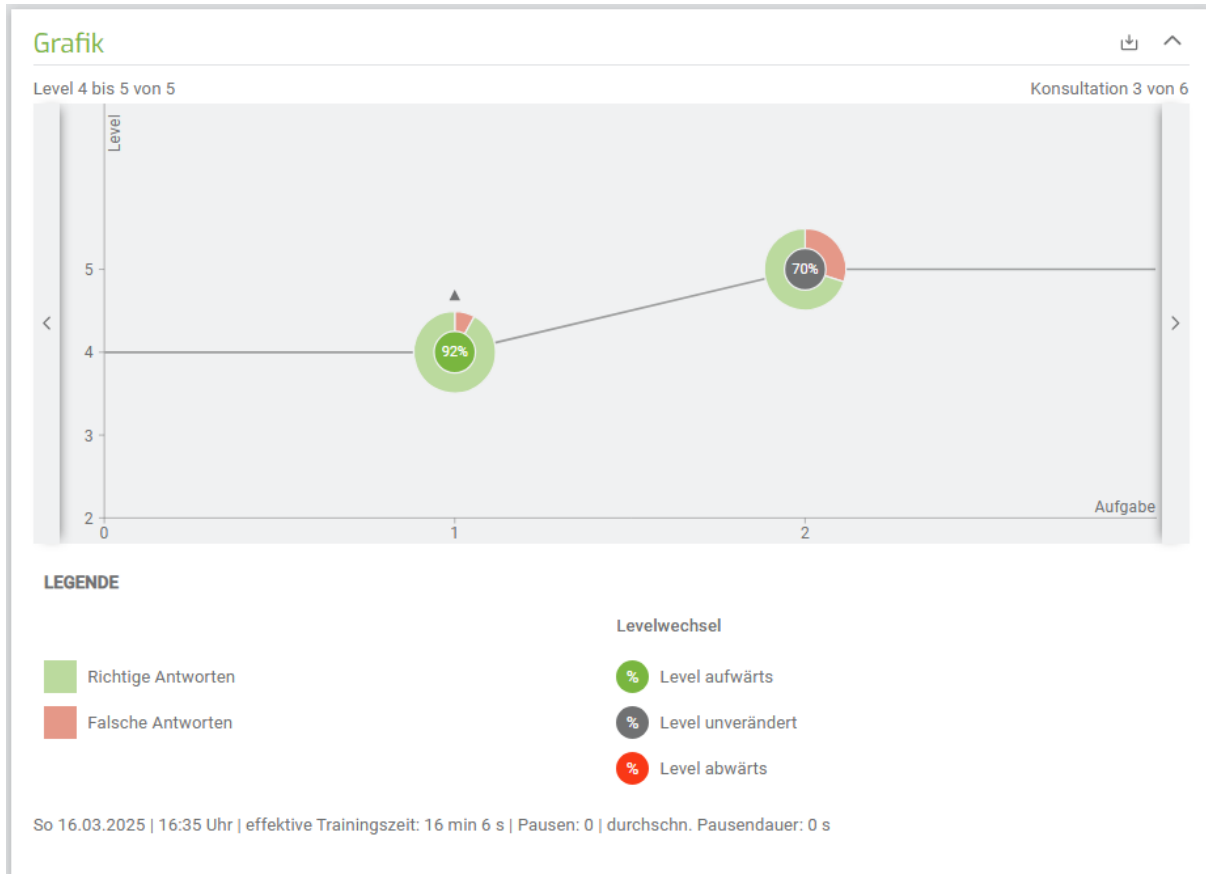 Grafik
Level 4 bis 5 von 5
Konsultation 3 von 6
Level
5
4
3
2
92%
70%
0
1
2
Aufgabe
LEGENDE
Levelwechsel
Richtige Antworten
% Level aufwärts
Falsche Antworten
% Level unverändert
% Level abwärts
So 16.03.2025 | 16:35 Uhr | effektive Trainingszeit: 16 min 6 s | Pausen: 0 | durchschn. Pausendauer: 0 s